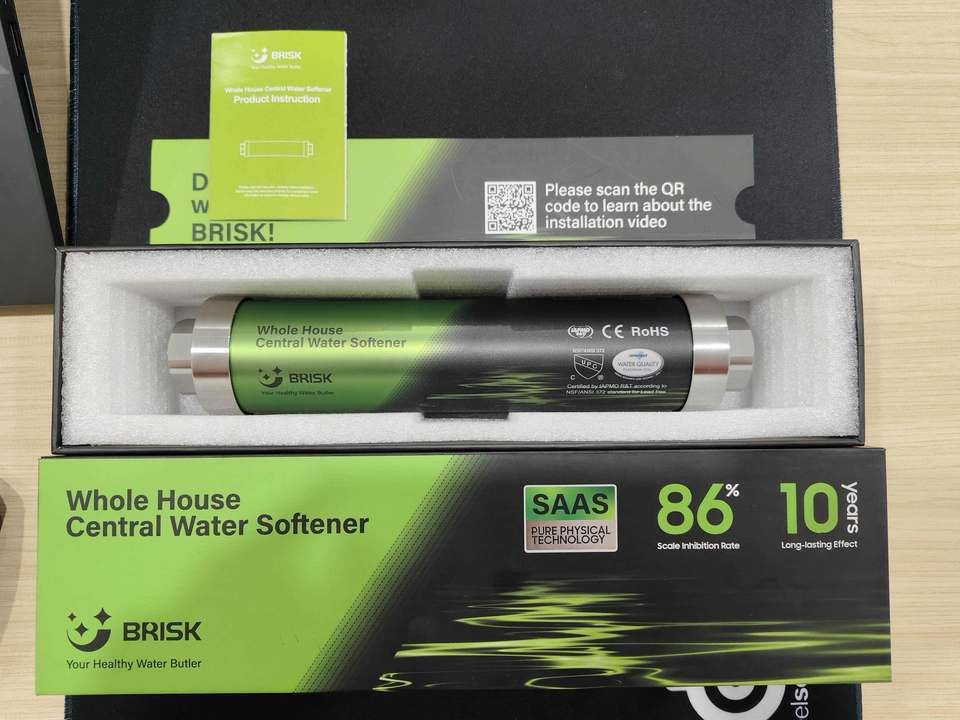 BRISK
Your Healthy Water Butler
Whole House Central Water Softener
Product Instruction
D
W
BRISK!
Please scan the QR
code to learn about the
installation video
Whole House
Central Water Softener
BRISK
Your Healthy Water Butler
IAPMO
CE RoHS
UPC
C ®
WATER QUALITY
Certified by IAPMO R&T according to
NSF/ANSI 372 standard for Lead free
Whole House
Central Water Softener
BRISK
Your Healthy Water Butler
SAAS
PURE PHYSICAL
TECHNOLOGY
86%
Scale Inhibition Rate
10 years
Long-lasting Effect
elso